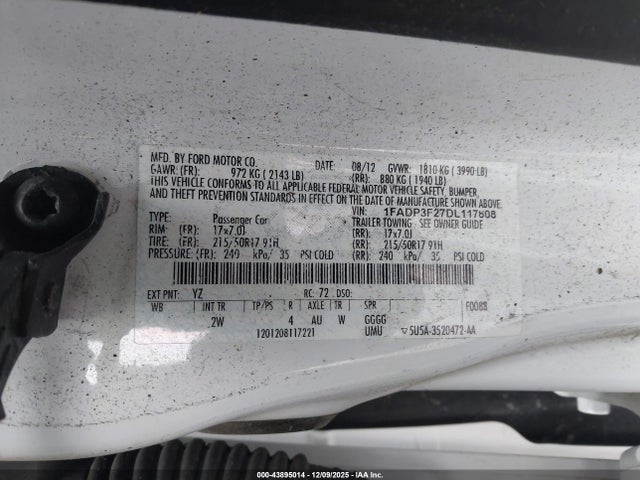 MFD. BY FORD MOTOR CO. DATE: 08/12 GVWR: 1810 KG ( 3990 LB)
GAWR: (FR): 972 KG ( 2143 LB) (RR): 880 KG ( 1940 LB)
THIS VEHICLE CONFORMS TO ALL APPLICABLE FEDERAL MOTOR VEHICLE SAFETY, BUMPER,
AND THEFT PREVENTION STANDARDS IN EFFECT ON THE DATE OF MANUFACTURE SHOWN ABOVE.
VIN: 1FADP3F27DL117808
TYPE: Passenger Car TRAILER TOWING - SEE OWNER GUIDE
RIM: (FR): 17x7.0J (RR): 17x7.0J
TIRE: (FR): 215/50R17 91H (RR): 215/50R17 91H
PRESSURE: (FR): 240 kPa/ 35 PSI COLD (RR): 240 kPa/ 35 PSI COLD
EXT PNT: YZ RC: 72 DSO: F0088
WB INT TR TP/PS R AXLE TR SPR
.2W 4 AU W GGGG
1201208117221 UMU ▽5U5A-3520472-AA
000-43895014 | 12/09/2025 | IAAI.COM